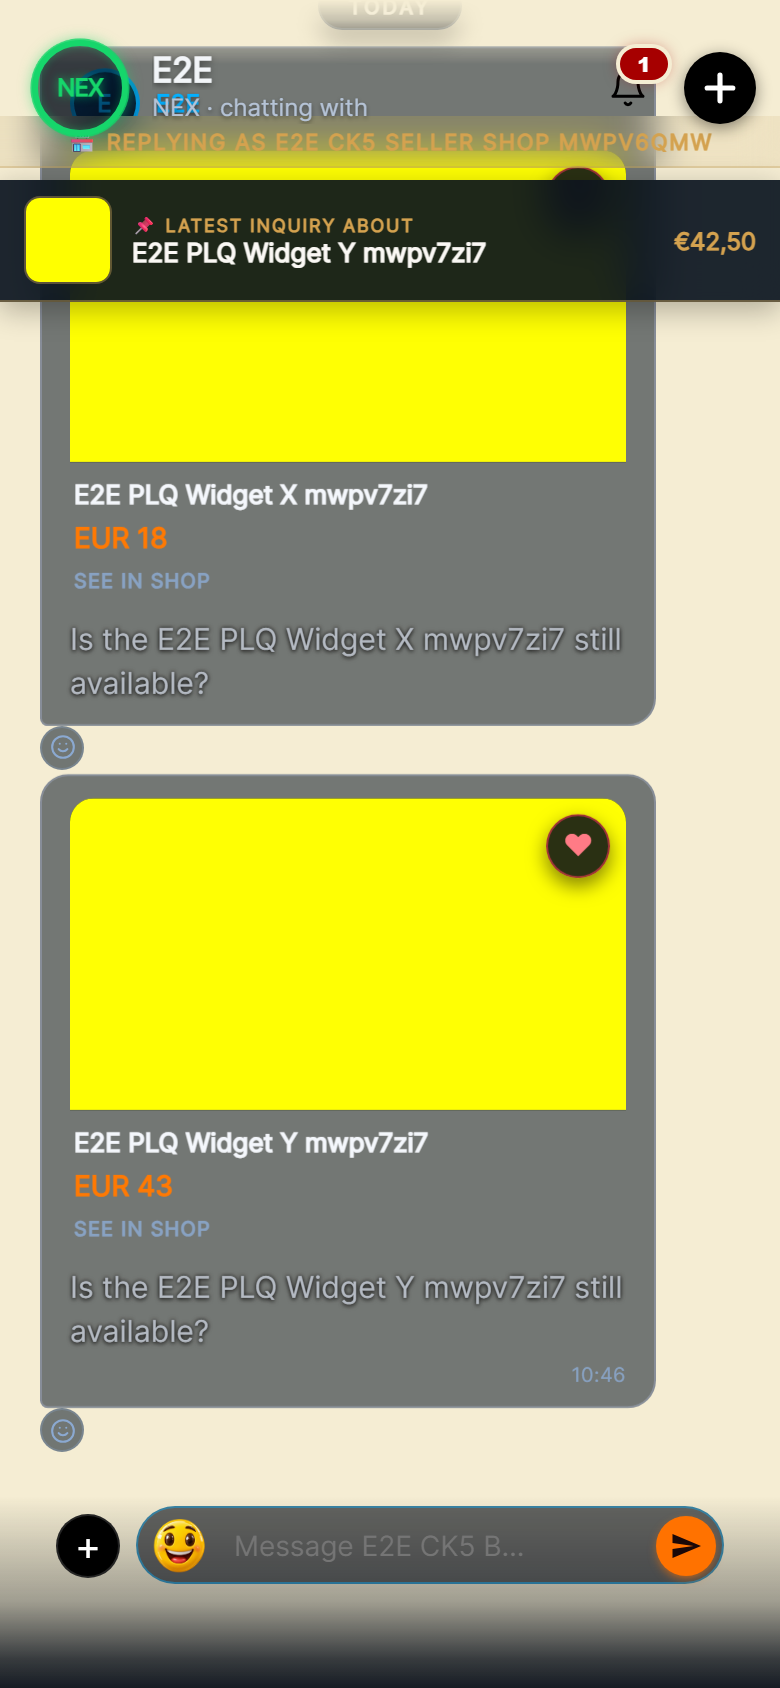 TODAY
NEX
E2E
NEX · chatting with
E
E2E
1
REPLYING AS E2E CK5 SELLER SHOP MWPV6QMW
LATEST INQUIRY ABOUT
E2E PLQ Widget Y mwpv7zi7
€42,50
E2E PLQ Widget X mwpv7zi7
EUR 18
SEE IN SHOP
Is the E2E PLQ Widget X mwpv7zi7 still
available?
E2E PLQ Widget Y mwpv7zi7
EUR 43
SEE IN SHOP
Is the E2E PLQ Widget Y mwpv7zi7 still
available?
10:46
Message E2E CK5 B...